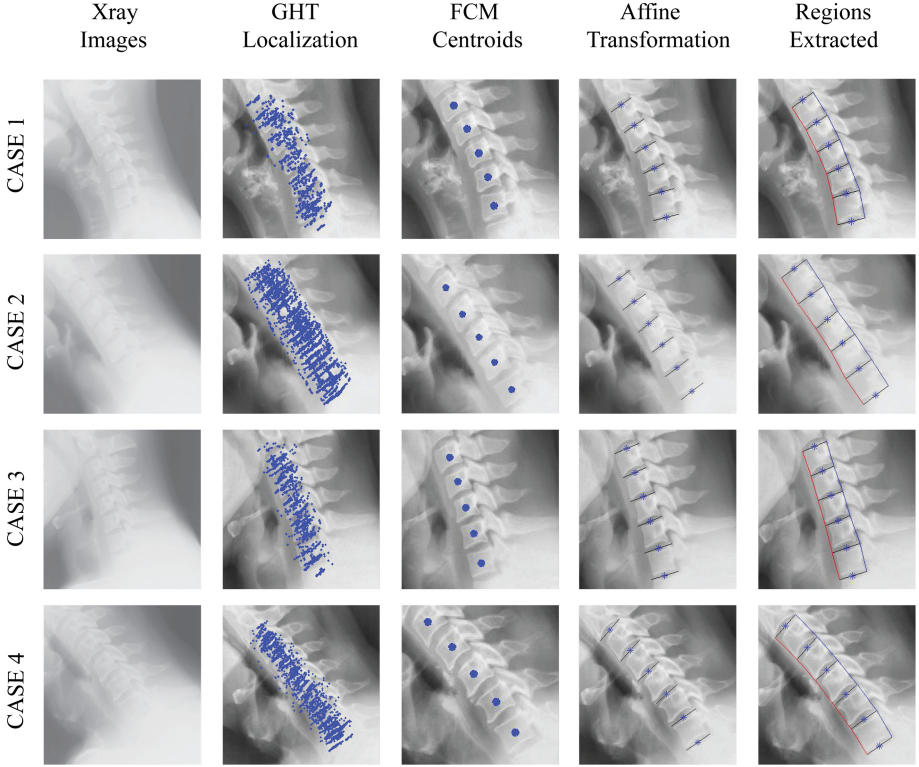 Xray
Images
GHT
Localization
FCM
Centroids
Affine
Transformation
Regions
Extracted
CASE 1
CASE 2
CASE 3
CASE 4